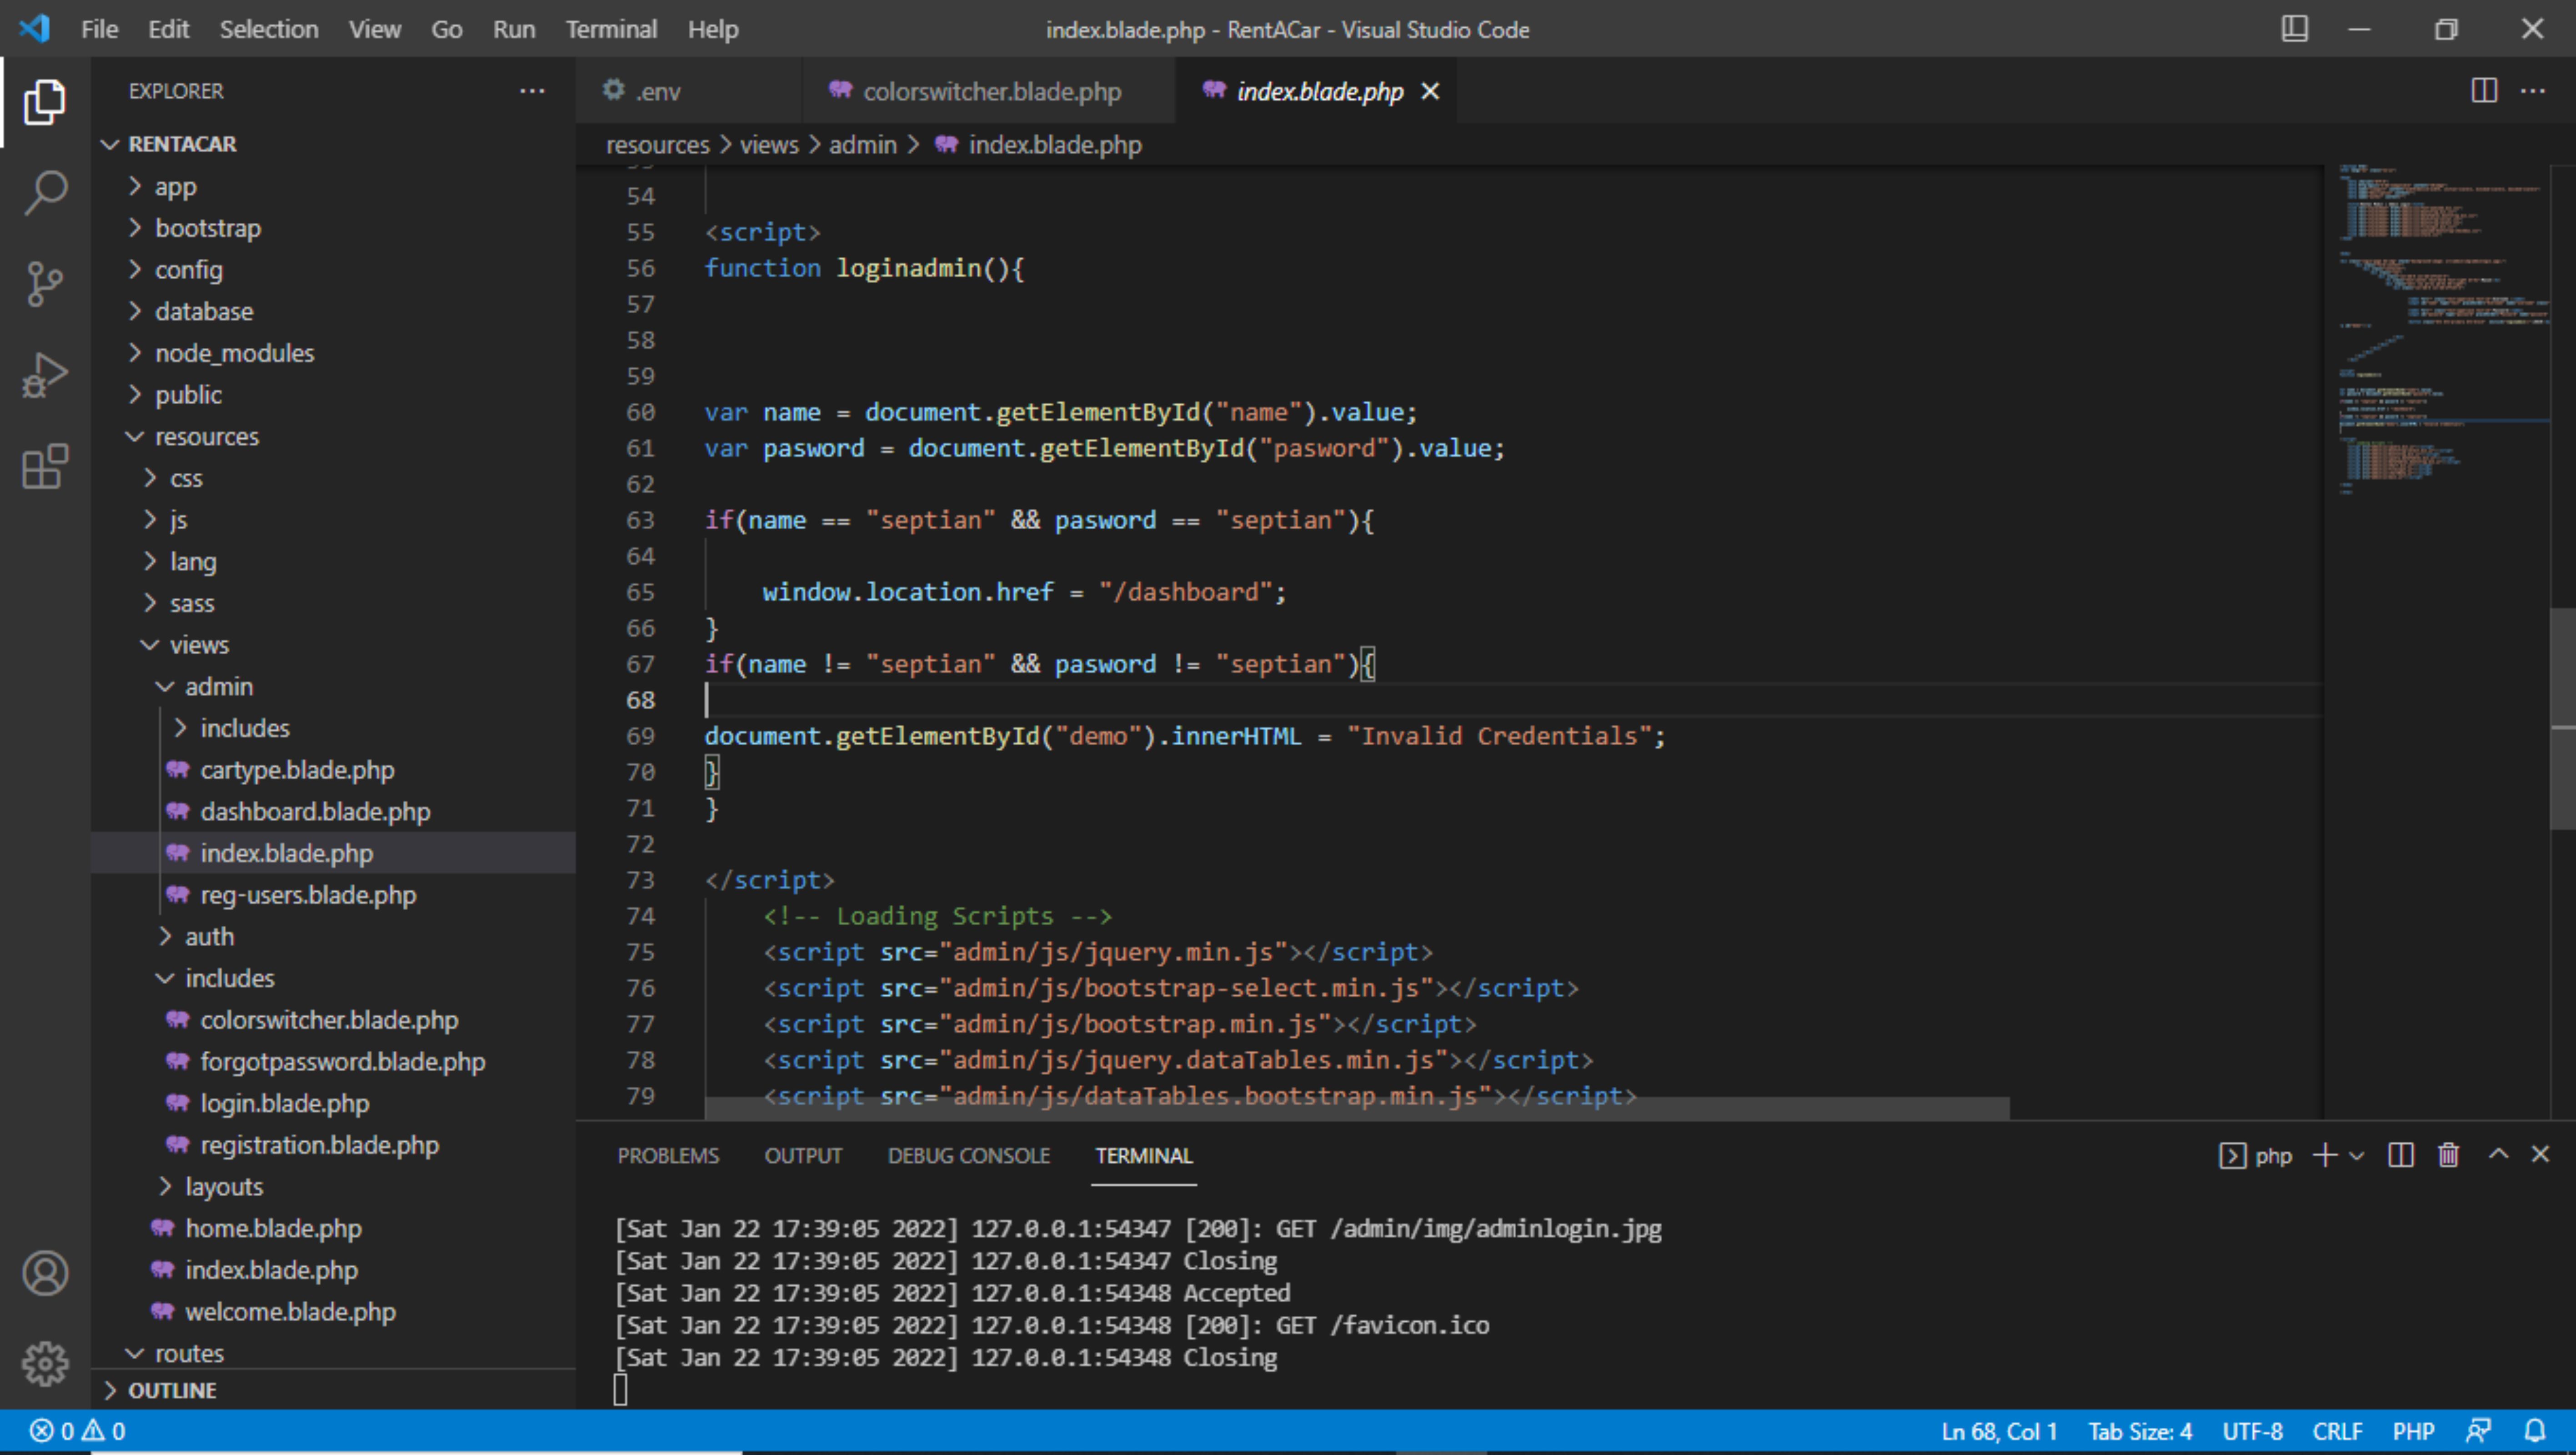 File Edit Selection View Go Run Terminal Help
index.blade.php - RentACar - Visual Studio Code
EXPLORER
RENTACAR
app
bootstrap
config
database
node_modules
public
resources
css
js
lang
sass
views
admin
includes
cartype.blade.php
dashboard.blade.php
index.blade.php
reg-users.blade.php
auth
includes
colorswitcher.blade.php
forgotpassword.blade.php
login.blade.php
registration.blade.php
layouts
home.blade.php
index.blade.php
welcome.blade.php
routes
OUTLINE
.env
colorswitcher.blade.php
index.blade.php
resources > views > admin > index.blade.php
54
55 <script>
56 function loginadmin(){
57
58
59
60 var name = document.getElementById("name").value;
61 var pasword = document.getElementById("pasword").value;
62
63 if(name == "septian" && pasword == "septian"){
64
65 window.location.href = "/dashboard";
66 }
67 if(name != "septian" && pasword != "septian"){
68
69 document.getElementById("demo").innerHTML = "Invalid Credentials";
70 }
71 }
72
73 </script>
74 <!-- Loading Scripts -->
75 <script src="admin/js/jquery.min.js"></script>
76 <script src="admin/js/bootstrap-select.min.js"></script>
77 <script src="admin/js/bootstrap.min.js"></script>
78 <script src="admin/js/jquery.dataTables.min.js"></script>
79 <script src="admin/js/dataTables.bootstrap.min.js"></script>
PROBLEMS OUTPUT DEBUG CONSOLE TERMINAL
php
[Sat Jan 22 17:39:05 2022] 127.0.0.1:54347 [200]: GET /admin/img/adminlogin.jpg
[Sat Jan 22 17:39:05 2022] 127.0.0.1:54347 Closing
[Sat Jan 22 17:39:05 2022] 127.0.0.1:54348 Accepted
[Sat Jan 22 17:39:05 2022] 127.0.0.1:54348 [200]: GET /favicon.ico
[Sat Jan 22 17:39:05 2022] 127.0.0.1:54348 Closing
0 0
Ln 68, Col 1 Tab Size: 4 UTF-8 CRLF PHP